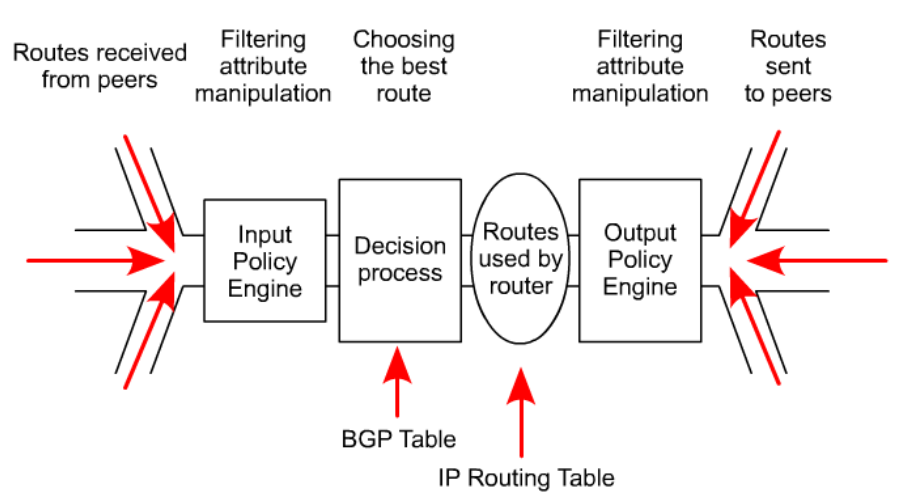 Routes received
from peers
Filtering
attribute
manipulation
Choosing
the best
route
Filtering
attribute
manipulation
Routes
sent
to peers
Input
Policy
Engine
Decision
process
Routes
used by
router
Output
Policy
Engine
BGP Table
IP Routing Table